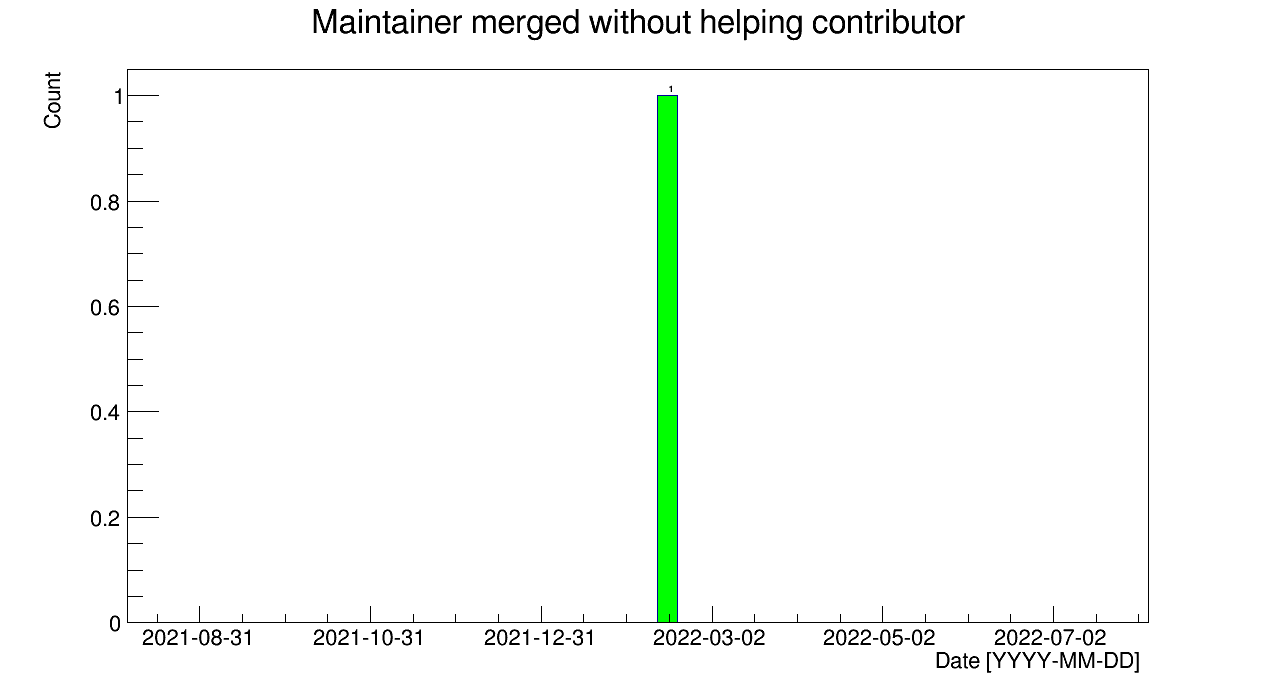 Maintainer merged without helping contributor
Count
1
1
0.8
0.6
0.4
0.2
0
2021-08-31 2021-10-31 2021-12-31 2022-03-02 2022-05-02 2022-07-02
Date [YYYY-MM-DD]